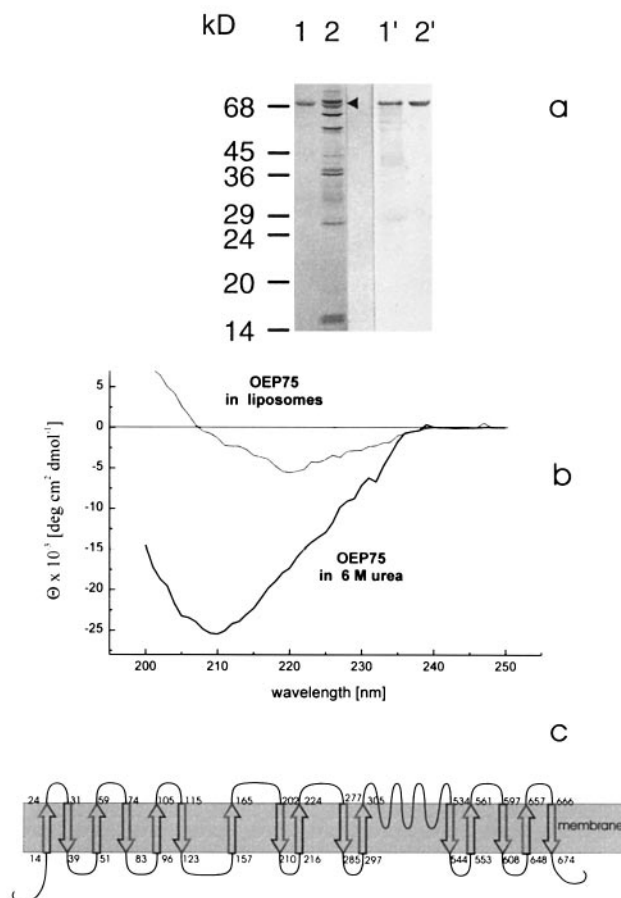 kD 1 2 1' 2'
a
68
45
36
29
24
20
14
b
OEP75
in liposomes
OEP75
in 6 M urea
Θ x 10³ [deg cm² dmol⁻¹]
5
0
-5
-10
-15
-20
-25
200 210 220 230 240 250
wavelength [nm]
c
24 31 59 74 105 115 165 202 224 277 305 534 561 597 657 666
membrane
14 39 51 83 96 123 157 210 216 285 297 544 553 608 648 674